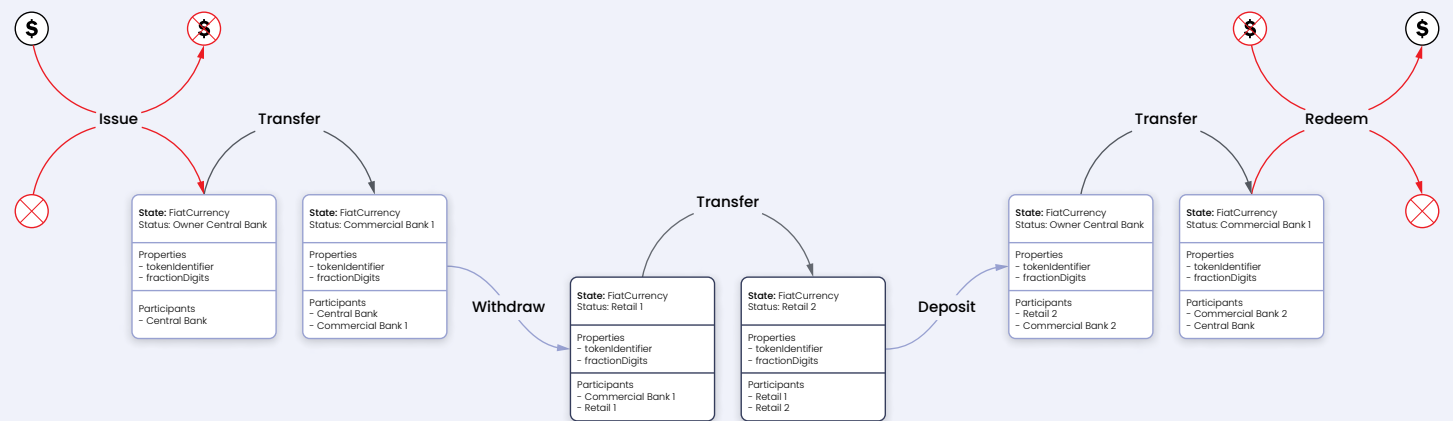 $
$
$
$
Issue
Transfer
Transfer
Redeem
State: FiatCurrency
Status: Owner Central Bank
Properties
- tokenIdentifier
- fractionDigits
Participants
- Central Bank
State: FiatCurrency
Status: Commercial Bank 1
Properties
- tokenIdentifier
- fractionDigits
Participants
- Central Bank
- Commercial Bank 1
Withdraw
Transfer
State: FiatCurrency
Status: Retail 1
Properties
- tokenIdentifier
- fractionDigits
Participants
- Commercial Bank 1
- Retail 1
State: FiatCurrency
Status: Retail 2
Properties
- tokenIdentifier
- fractionDigits
Participants
- Retail 1
- Retail 2
Deposit
State: FiatCurrency
Status: Owner Central Bank
Properties
- tokenIdentifier
- fractionDigits
Participants
- Retail 2
- Commercial Bank 2
State: FiatCurrency
Status: Commercial Bank 1
Properties
- tokenIdentifier
- fractionDigits
Participants
- Commercial Bank 2
- Central Bank